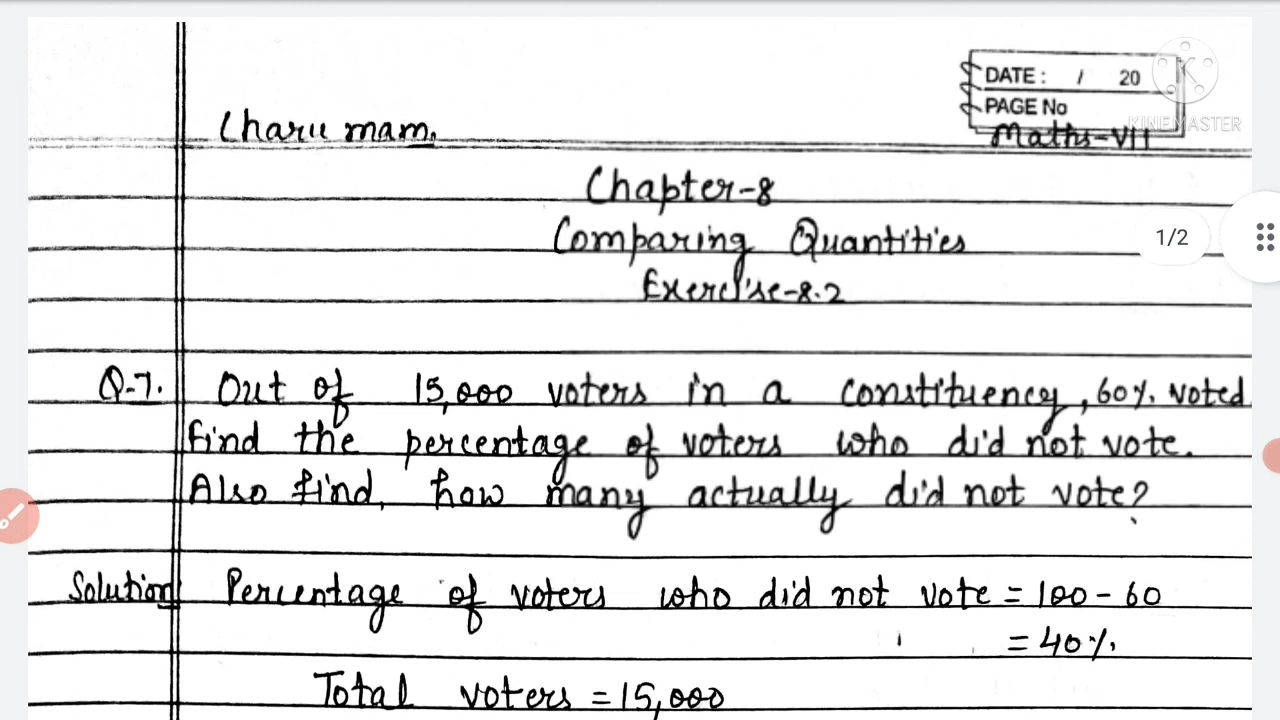 DATE: / 20
PAGE No
KINEMASTER
Charu mam.
Maths-VII
Chapter-8
Comparing Quantities
1/2
Exercise-8.2
Q-7. Out of 15,000 voters in a constituency, 60% voted
find the percentage of voters who did not vote.
Also find, how many actually did not vote?
Solution Percentage of voters who did not vote = 100 - 60
= 40%
Total voters = 15,000